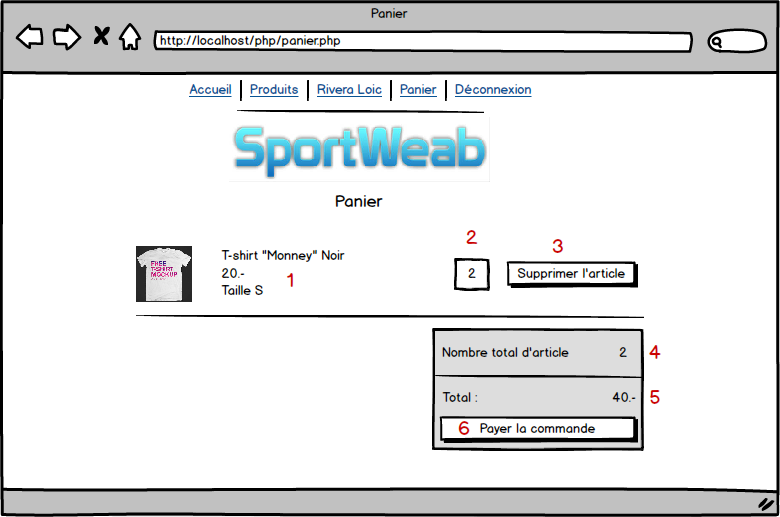 Panier
http://localhost/php/panier.php
Accueil | Produits | Rivera Loic | Panier | Déconnexion
SportWeab
Panier
2
3
FREE
T-SHIRT
MOCKUP
T-shirt "Monney" Noir
20.-
1
Taille S
2
Supprimer l'article
Nombre total d'article 2
4
Total : 40.-
5
6 Payer la commande